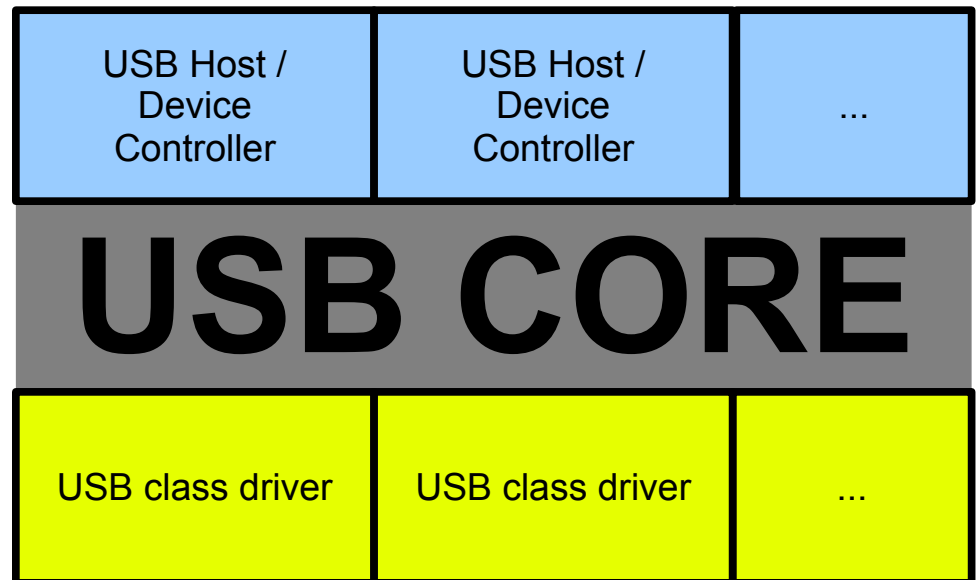 USB Host /
Device
Controller
USB Host /
Device
Controller
...
USB CORE
USB class driver
USB class driver
...